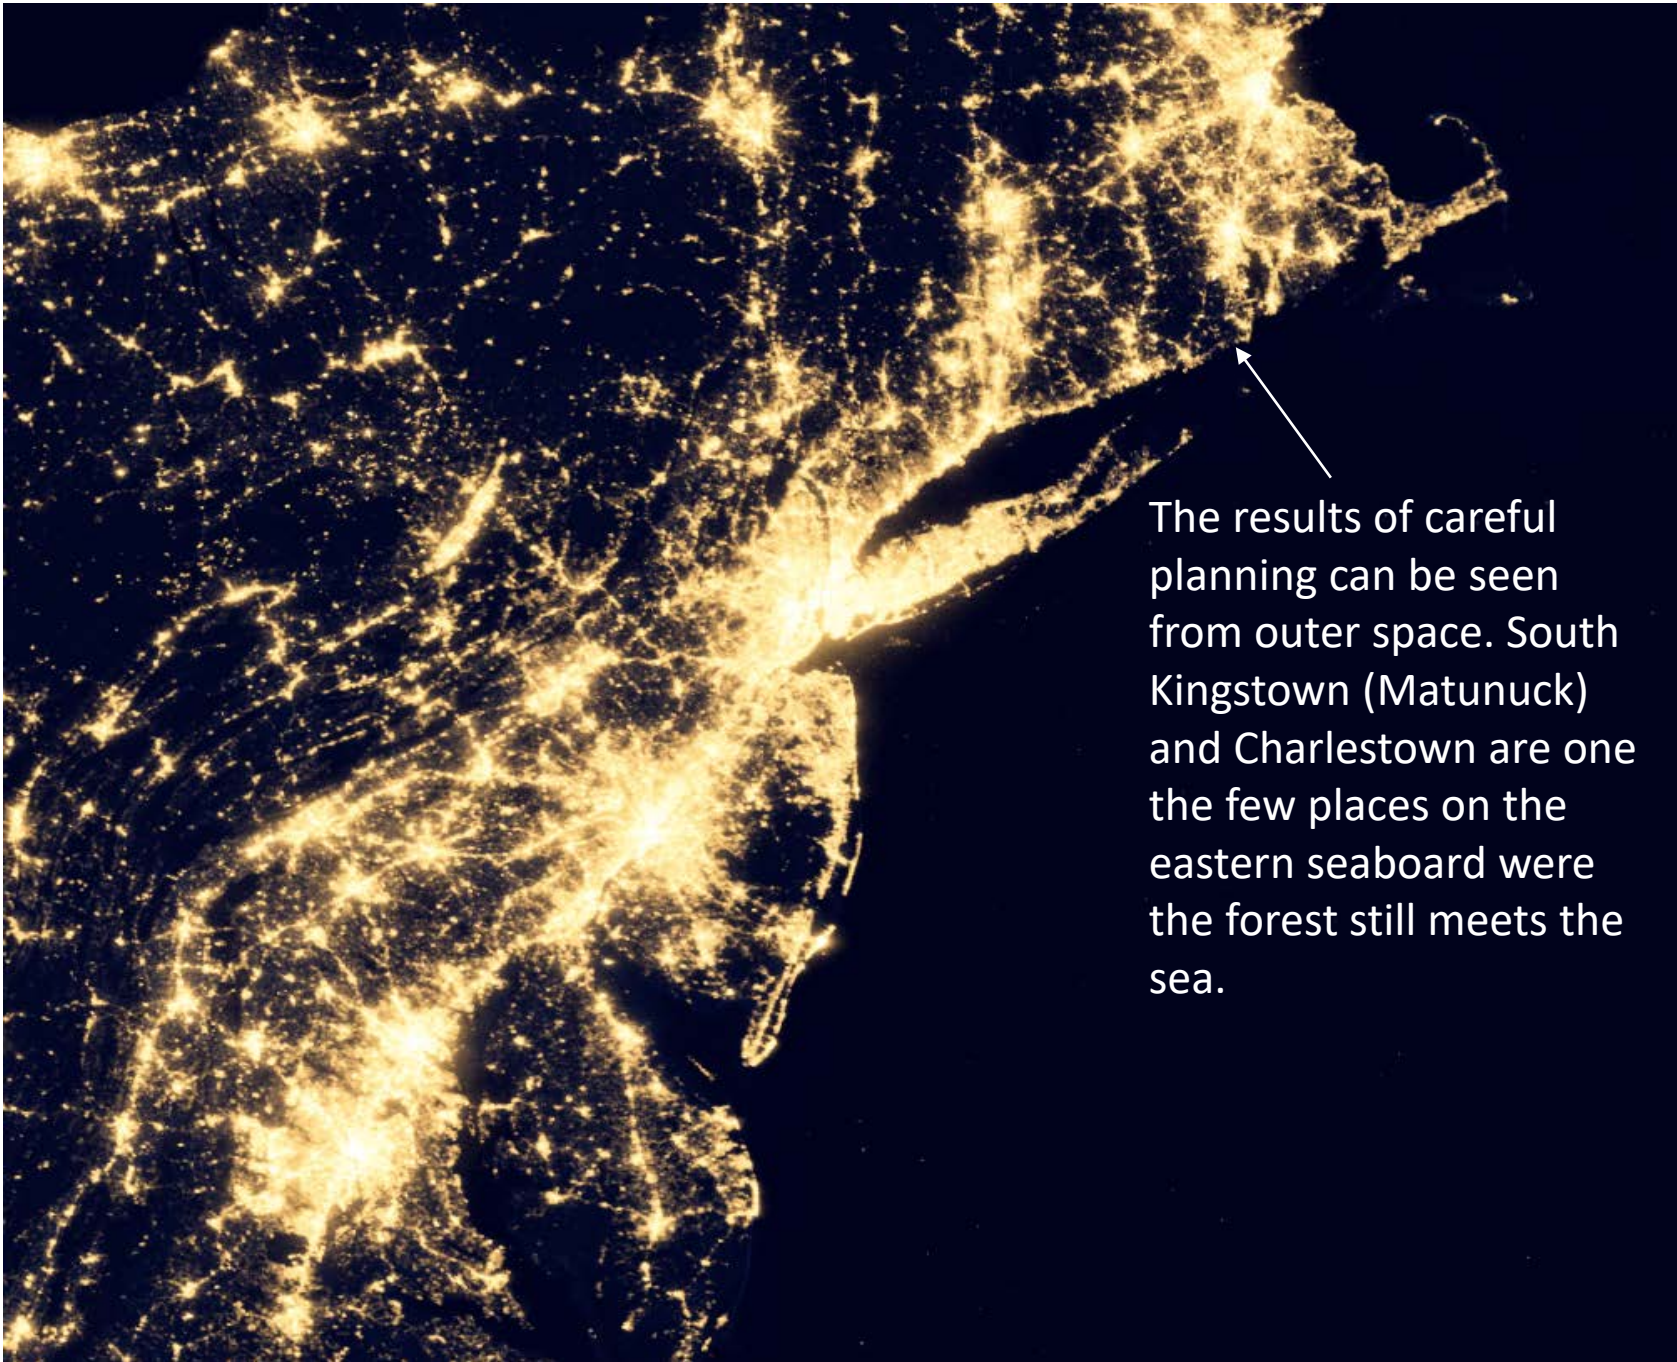 The results of careful
planning can be seen
from outer space. South
Kingstown (Matunuck)
and Charlestown are one
the few places on the
eastern seaboard were
the forest still meets the
sea.